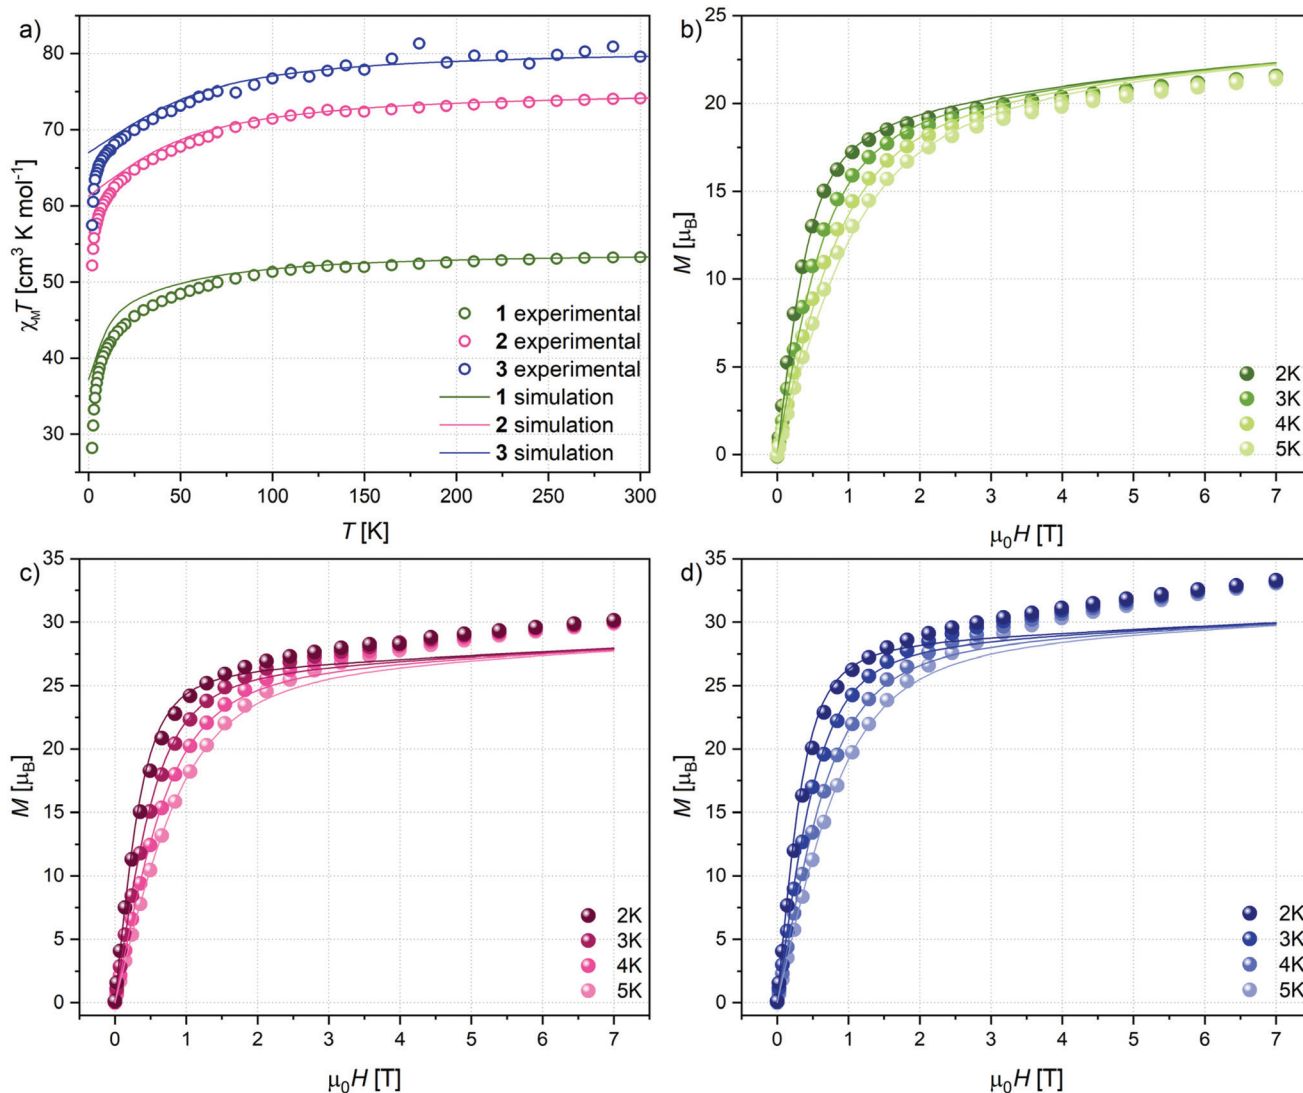 a)
χMT [cm³ K mol⁻¹]
80
70
60
50
40
30
0
50
100
150
200
250
300
T [K]
1 experimental
2 experimental
3 experimental
1 simulation
2 simulation
3 simulation
b)
M [μB]
25
20
15
10
5
0
0
1
2
3
4
5
6
7
μ0H [T]
2K
3K
4K
5K
c)
M [μB]
35
30
25
20
15
10
5
0
0
1
2
3
4
5
6
7
μ0H [T]
2K
3K
4K
5K
d)
M [μB]
35
30
25
20
15
10
5
0
0
1
2
3
4
5
6
7
μ0H [T]
2K
3K
4K
5K